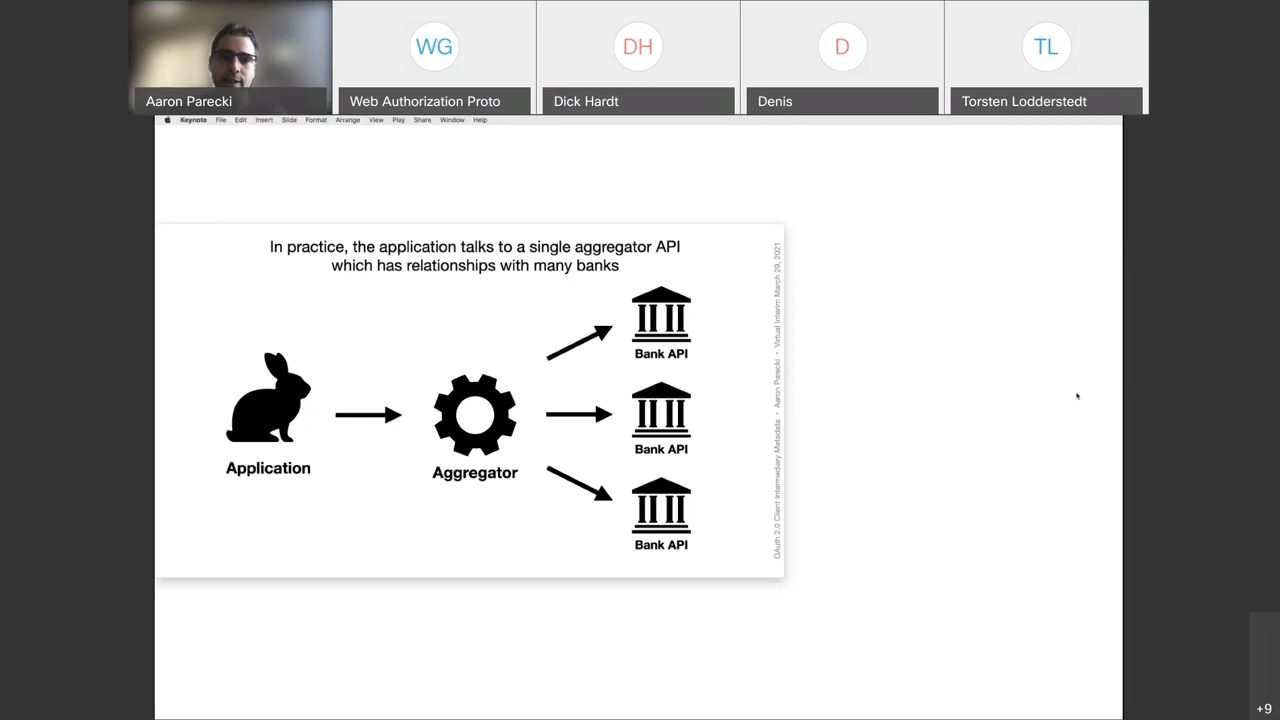 WG
DH
D
TL
Aaron Parecki
Web Authorization Proto
Dick Hardt
Denis
Torsten Lodderstedt
Keynote File Edit Insert Slide Format Arrange View Play Share Window Help
In practice, the application talks to a single aggregator API
which has relationships with many banks
Application
Aggregator
Bank API
Bank API
Bank API
OAuth 2.0 Client Intermediary Metadata • Aaron Parecki • Virtual Interim March 29, 2021
+9